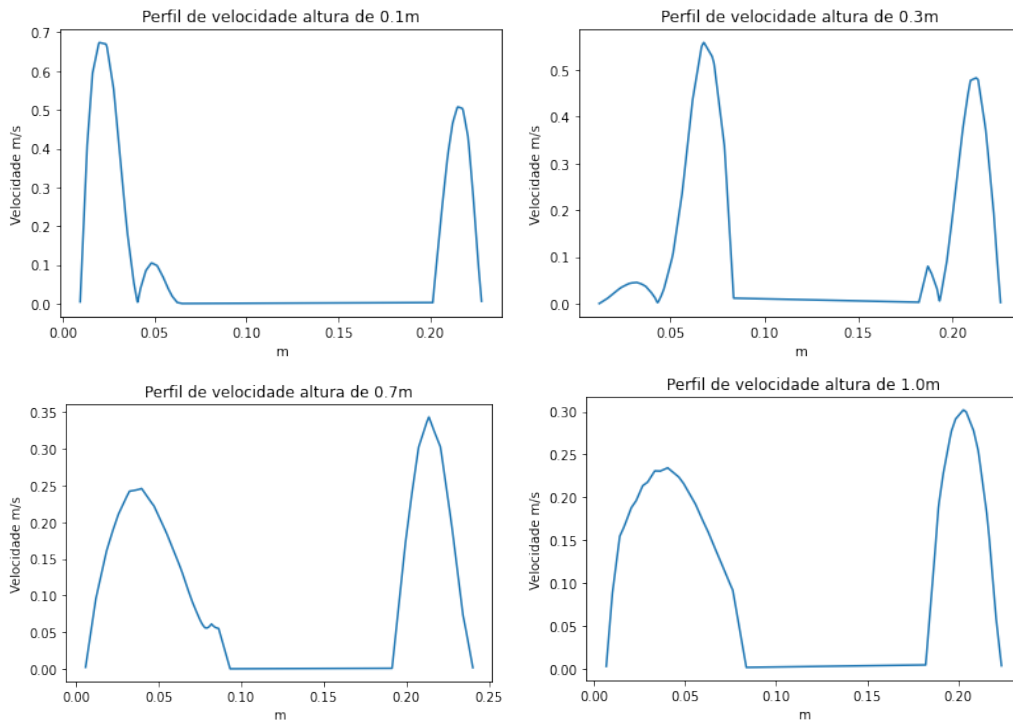 Perfil de velocidade altura de 0.1m
0.7
0.6
0.5
0.4
0.3
0.2
0.1
0.0
Velocidade m/s
0.00 0.05 0.10 0.15 0.20
m
Perfil de velocidade altura de 0.3m
0.5
0.4
0.3
0.2
0.1
0.0
Velocidade m/s
0.05 0.10 0.15 0.20
m
Perfil de velocidade altura de 0.7m
0.35
0.30
0.25
0.20
0.15
0.10
0.05
0.00
Velocidade m/s
0.00 0.05 0.10 0.15 0.20 0.25
m
Perfil de velocidade altura de 1.0m
0.30
0.25
0.20
0.15
0.10
0.05
0.00
Velocidade m/s
0.00 0.05 0.10 0.15 0.20
m